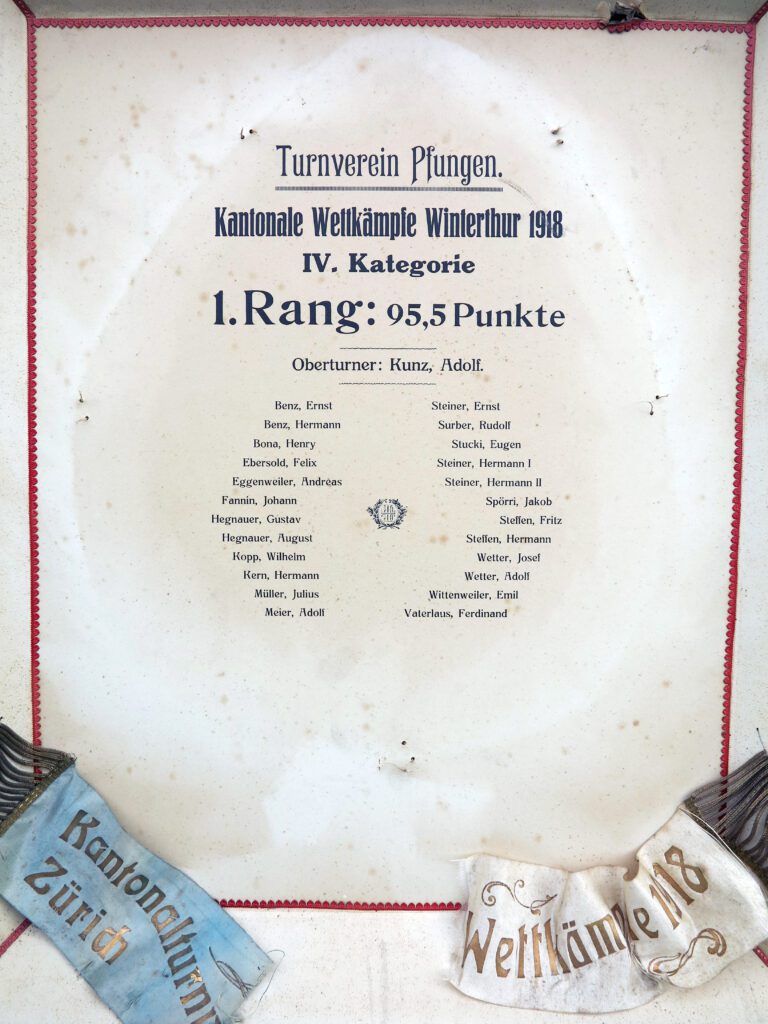 Turnverein Pfungen.
Kantonale Wettkämpfe Winterthur 1918
IV. Kategorie
1. Rang: 95,5 Punkte
Oberturner: Kunz, Adolf.
Benz, Ernst
Benz, Hermann
Bona, Henry
Ebersold, Felix
Eggenweiler, Andreas
Fannin, Johann
Hegnauer, Gustav
Hegnauer, August
Kopp, Wilhelm
Kern, Hermann
Müller, Julius
Meier, Adolf
Steiner, Ernst
Surber, Rudolf
Stucki, Eugen
Steiner, Hermann I
Steiner, Hermann II
Spörri, Jakob
Steffen, Fritz
Steffen, Hermann
Wetter, Josef
Wetter, Adolf
Wittenweiler, Emil
Vaterlaus, Ferdinand
Kantonalturn
Zürich
Wettkämpfe 1918